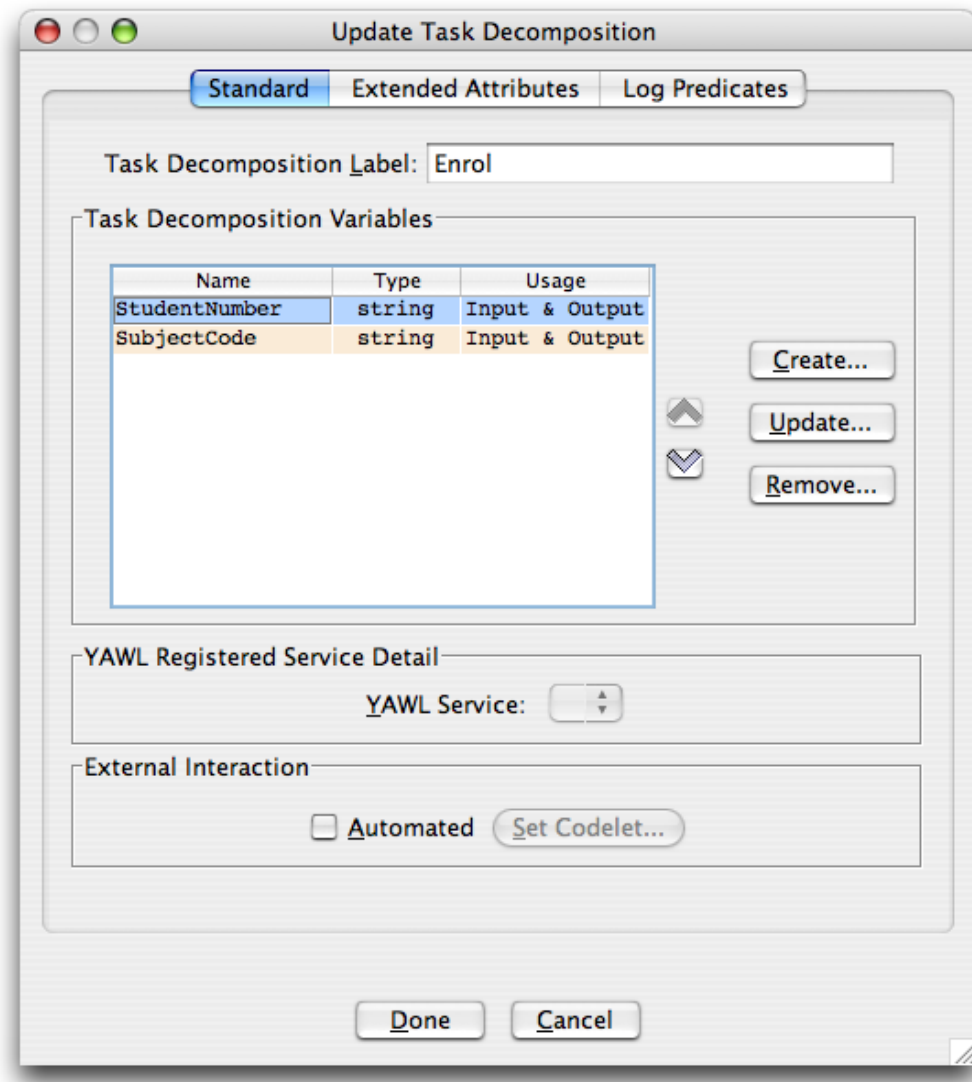 Update Task Decomposition
Standard Extended Attributes Log Predicates
Task Decomposition Label: Enrol
Task Decomposition Variables
Name Type Usage
StudentNumber string Input & Output
SubjectCode string Input & Output
Create...
Update...
Remove...
YAWL Registered Service Detail
YAWL Service:
External Interaction
Automated Set Codelet...
Done Cancel